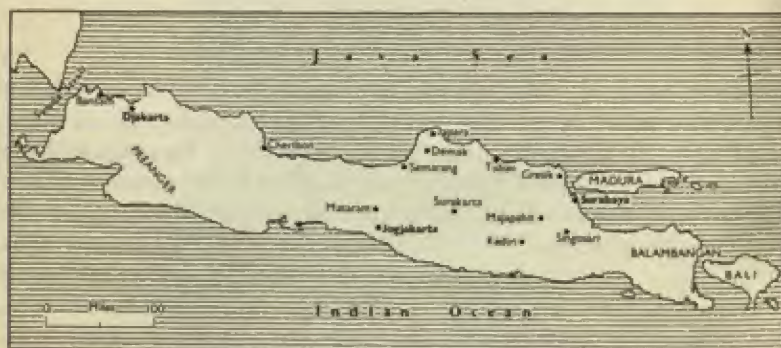 Java Sea
N
Bantam
Djakarta
PREANGER
Cheribon
Japara
Demak
Semarang
Tuban
Gresik
MADURA
Surabaya
Mataram
Surakarta
Majapahit
Jogjakarta
Kediri
Singosari
BALAMBANGAN
BALI
0 Miles 100
Indian Ocean